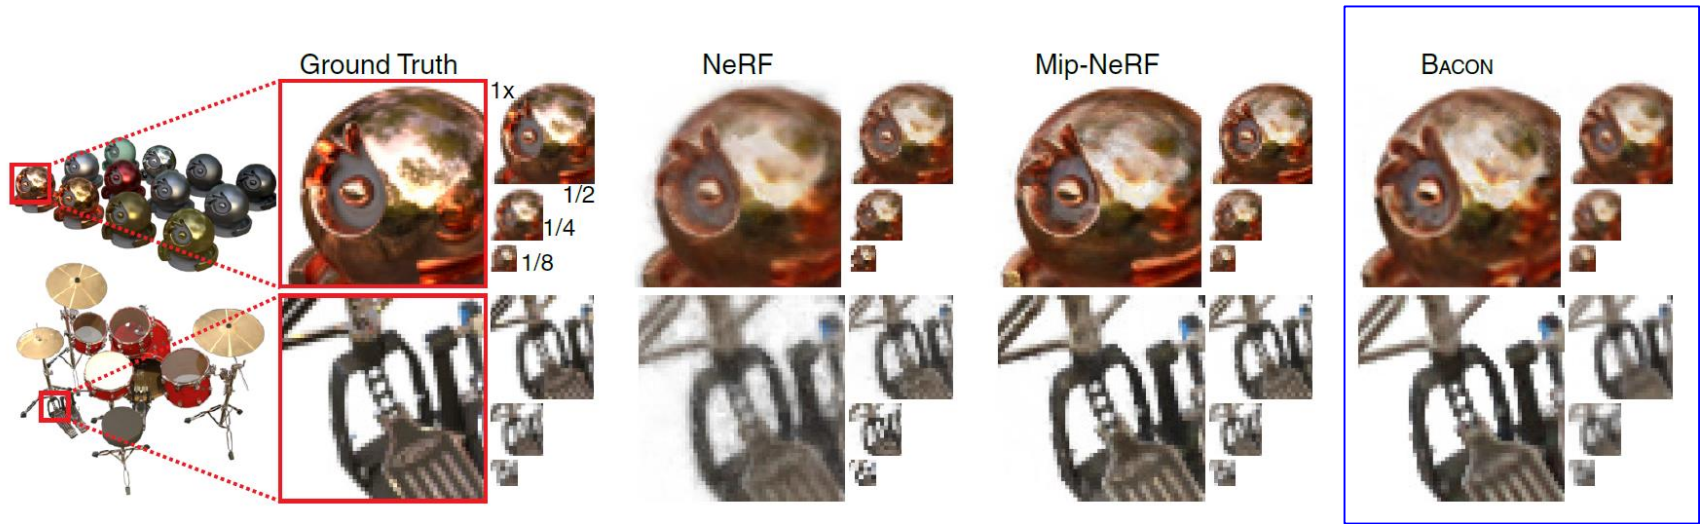 Ground Truth
NeRF
Mip-NeRF
BACON
1x
1/2
1/4
1/8